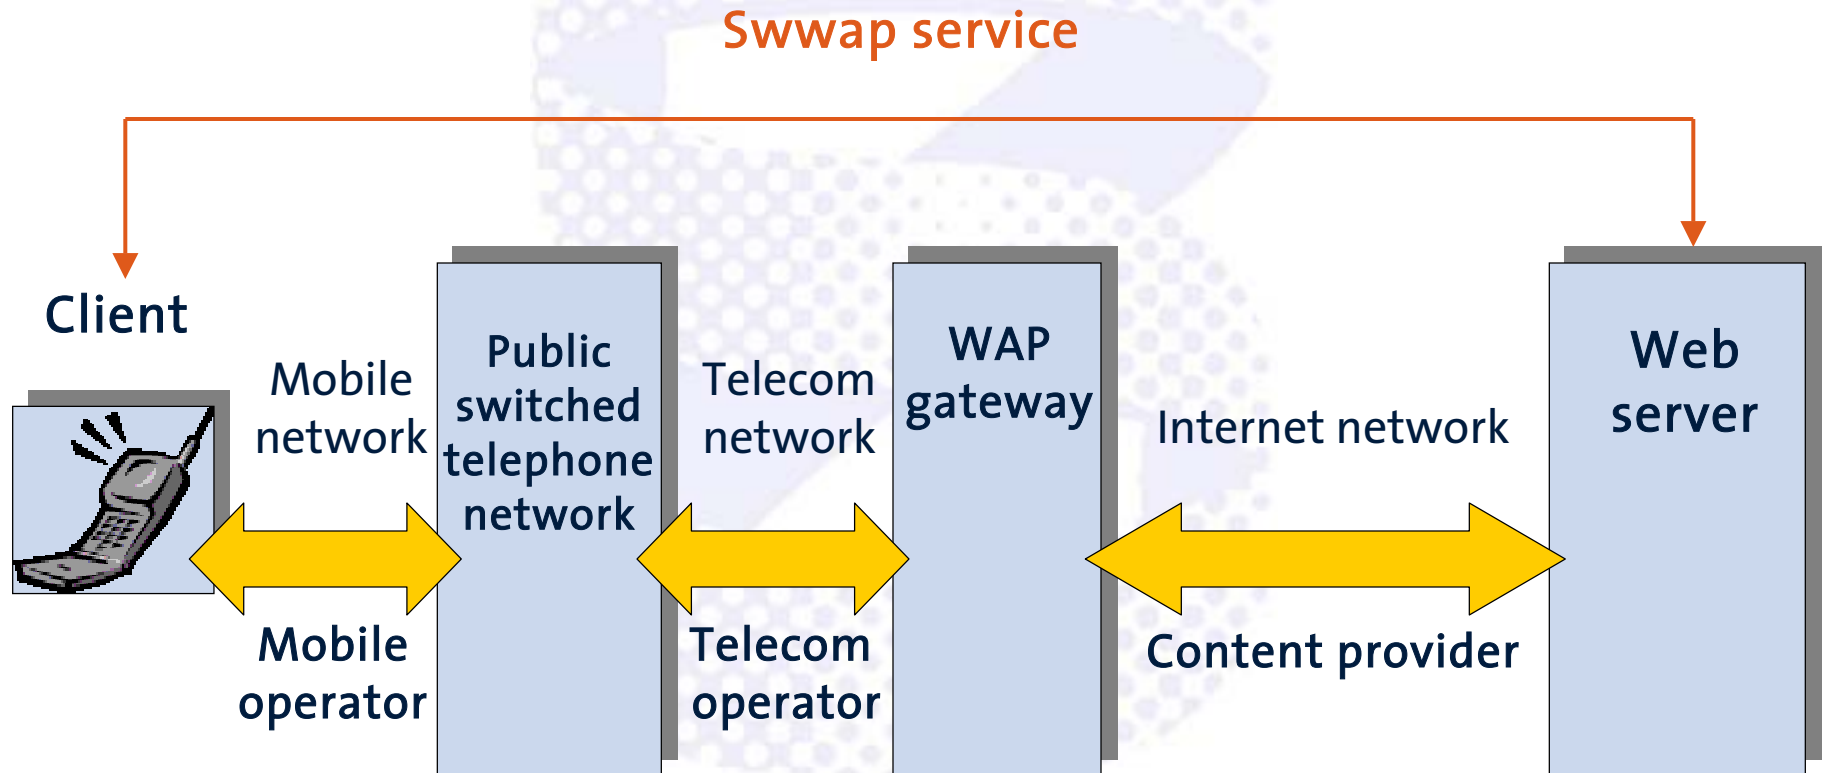 Swwap service
Client
Mobile
network
Public
switched
telephone
network
Telecom
network
WAP
gateway
Internet network
Web
server
Mobile
operator
Telecom
operator
Content provider